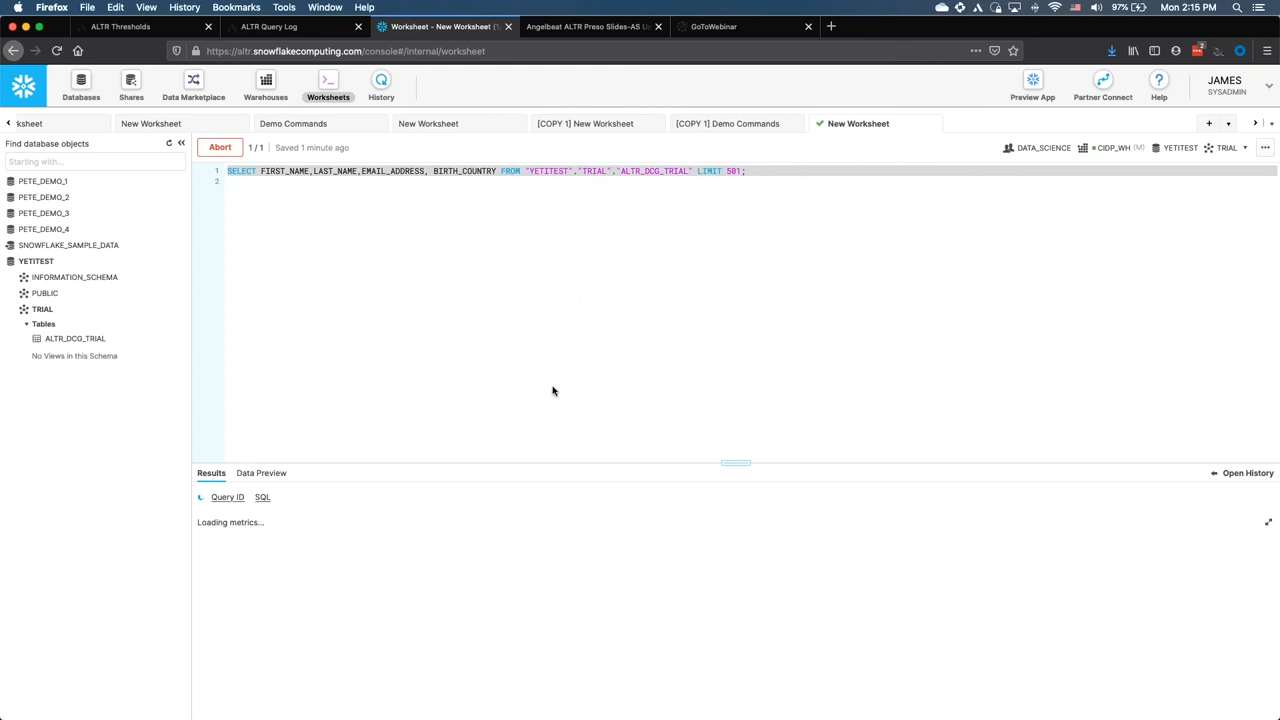 Firefox File Edit View History Bookmarks Tools Window Help 97% Mon 2:15 PM
ALTR Thresholds ALTR Query Log Worksheet - New Worksheet (1 Angelbeat ALTR Preso Slides-AS U GoToWebinar
https://altr.snowflakecomputing.com/console#/internal/worksheet 2
Databases Shares Data Marketplace Warehouses Worksheets History Preview App Partner Connect Help JAMES
SYSADMIN
ksheet New Worksheet Demo Commands New Worksheet [COPY 1] New Worksheet [COPY 1] Demo Commands New Worksheet
Find database objects
Starting with...
Abort 1 / 1 Saved 1 minute ago DATA_SCIENCE CIDP_WH (M) YETITEST TRIAL
1 SELECT FIRST_NAME,LAST_NAME,EMAIL_ADDRESS, BIRTH_COUNTRY FROM "YETITEST"."TRIAL"."ALTR_DCG_TRIAL" LIMIT 501;
2
PETE_DEMO_1
PETE_DEMO_2
PETE_DEMO_3
PETE_DEMO_4
SNOWFLAKE_SAMPLE_DATA
YETITEST
INFORMATION_SCHEMA
PUBLIC
TRIAL
Tables
ALTR_DCG_TRIAL
No Views in this Schema
Results Data Preview Open History
Query ID SQL
Loading metrics...